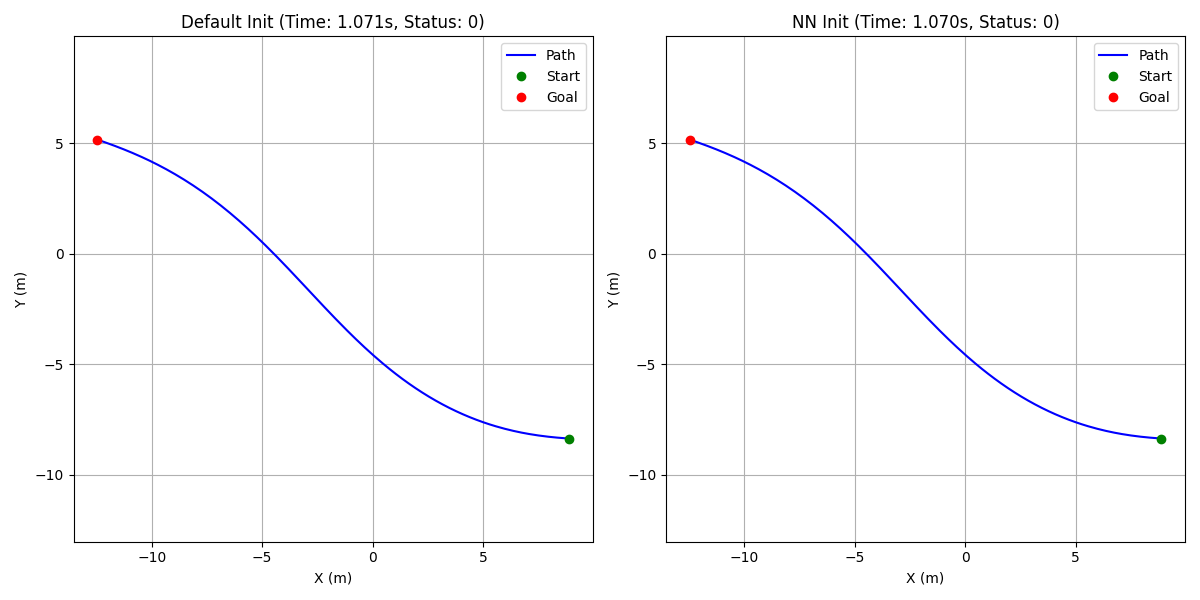 Default Init (Time: 1.071s, Status: 0)
Path
Start
Goal
5
0
−5
−10
Y (m)
−10
−5
0
5
X (m)
NN Init (Time: 1.070s, Status: 0)
Path
Start
Goal
5
0
−5
−10
Y (m)
−10
−5
0
5
X (m)